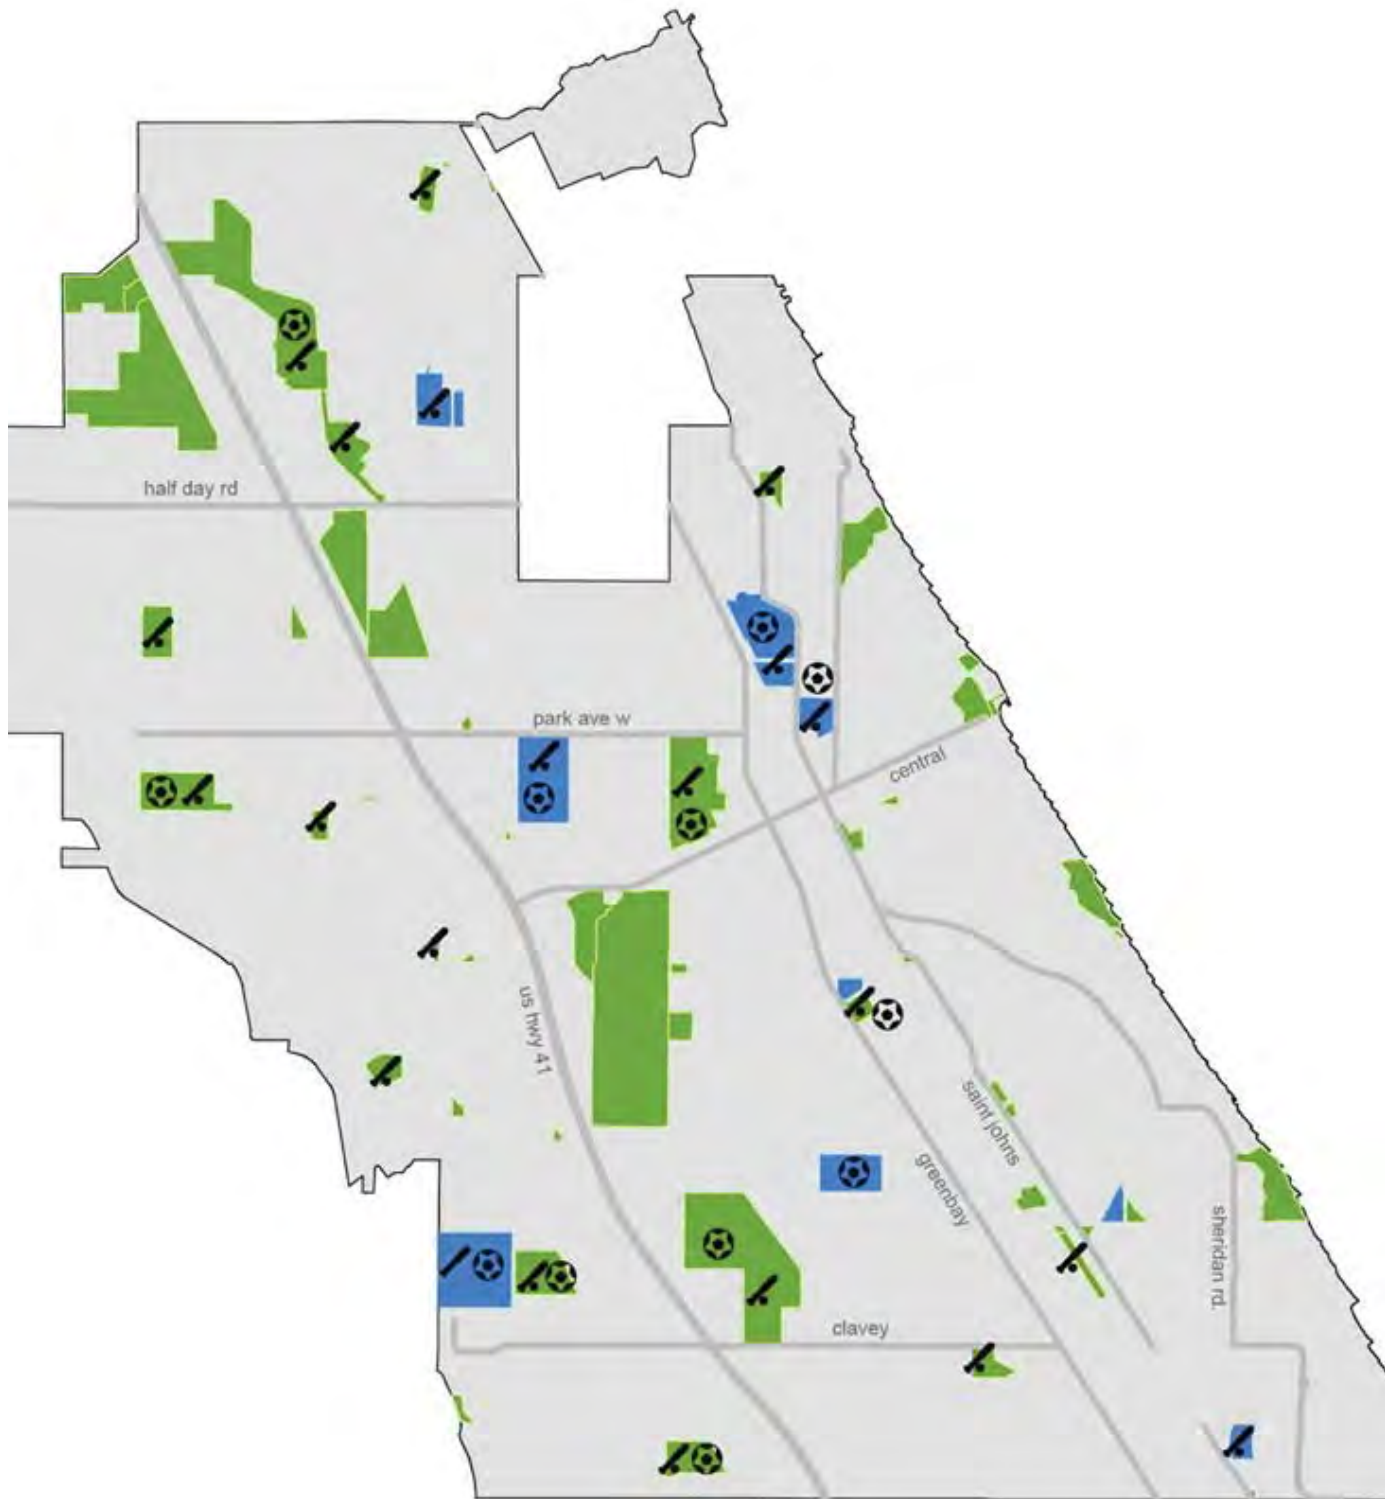 half day rd
park ave w
central
us hwy 41
saint johns
greenbay
sheridan rd.
clavey